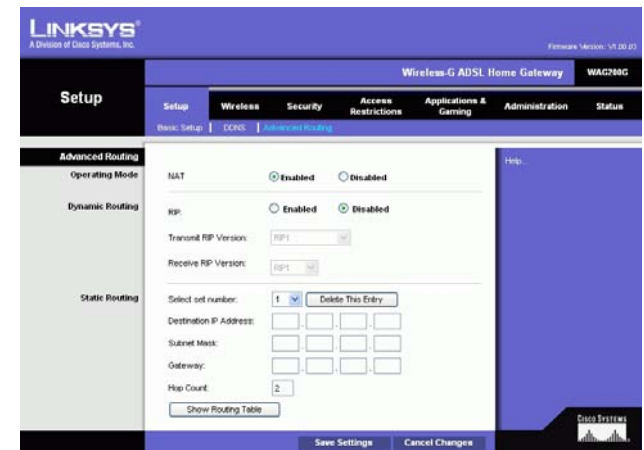 LINKSYS®
A Division of Cisco Systems, Inc.
Firmware Version: V1.00.03
Wireless-G ADSL Home Gateway WAG200G
Setup
Setup Wireless Security Access Restrictions Applications & Gaming Administration Status
Basic Setup | DDNS | Advanced Routing
Advanced Routing
Help...
Operating Mode NAT Enabled Disabled
Dynamic Routing RIP: Enabled Disabled
Transmit RIP Version: RIP1
Receive RIP Version: RIP1
Static Routing Select set number: 1 Delete This Entry
Destination IP Address:
Subnet Mask:
Gateway:
Hop Count: 2
Show Routing Table
Save Settings Cancel Changes
Cisco Systems